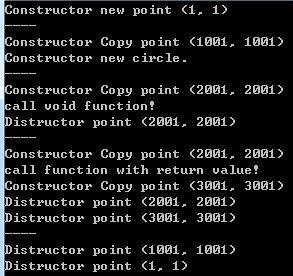 Constructor new point (1, 1)
----
Constructor Copy point (1001, 1001)
Constructor new circle.
----
Constructor Copy point (2001, 2001)
call void function!
Distructor point (2001, 2001)
----
Constructor Copy point (2001, 2001)
call function with return value!
Constructor Copy point (3001, 3001)
Distructor point (2001, 2001)
Distructor point (3001, 3001)
----
Distructor point (1001, 1001)
Distructor point (1, 1)